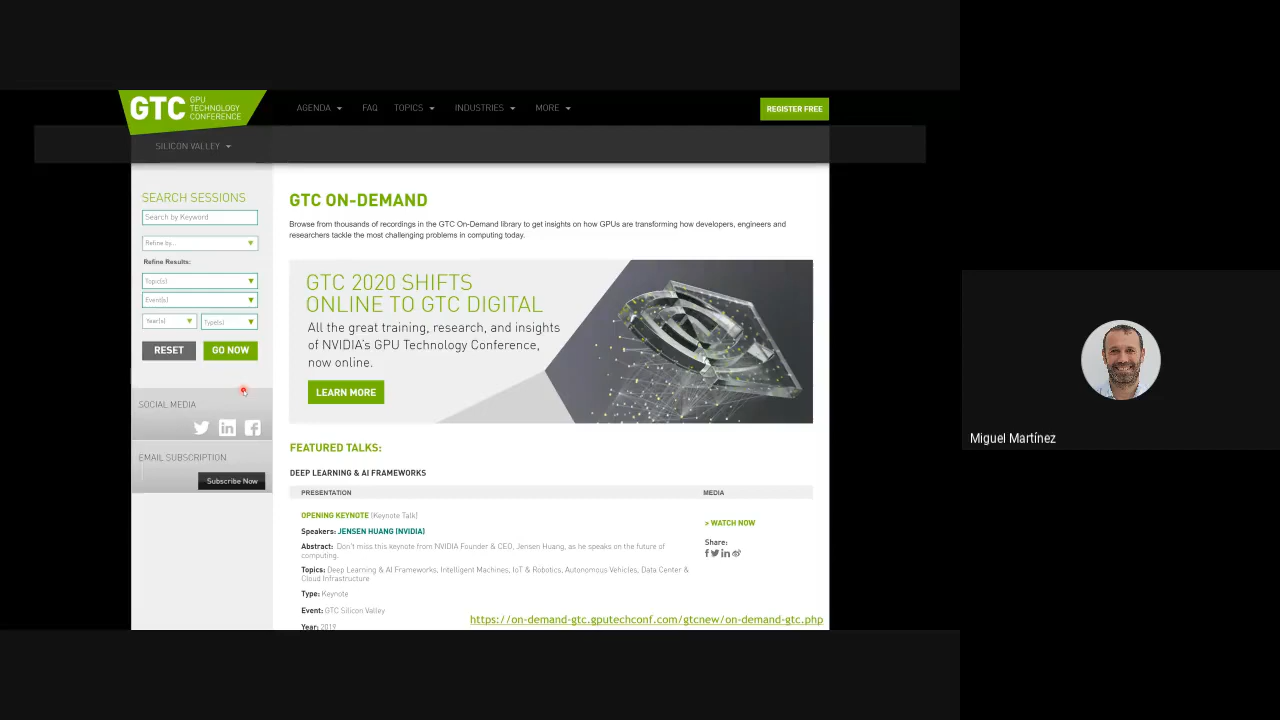 GTC GPU TECHNOLOGY CONFERENCE
AGENDA FAQ TOPICS INDUSTRIES MORE
REGISTER FREE
SILICON VALLEY
SEARCH SESSIONS
Search by Keyword
Refine by...
Refine Results:
Topic(s)
Event(s)
Year(s) Type(s)
RESET GO NOW
SOCIAL MEDIA
EMAIL SUBSCRIPTION
Subscribe Now
GTC ON-DEMAND
Browse from thousands of recordings in the GTC On-Demand library to get insights on how GPUs are transforming how developers, engineers and
researchers tackle the most challenging problems in computing today.
GTC 2020 SHIFTS
ONLINE TO GTC DIGITAL
All the great training, research, and insights
of NVIDIA's GPU Technology Conference,
now online.
LEARN MORE
FEATURED TALKS:
DEEP LEARNING & AI FRAMEWORKS
PRESENTATION MEDIA
OPENING KEYNOTE (Keynote Talk)
Speakers: JENSEN HUANG (NVIDIA)
Abstract: Don't miss this keynote from NVIDIA Founder & CEO, Jensen Huang, as he speaks on the future of
computing.
Topics: Deep Learning & AI Frameworks, Intelligent Machines, IoT & Robotics, Autonomous Vehicles, Data Center &
Cloud Infrastructure
Type: Keynote
Event: GTC Silicon Valley
Year: 2019
> WATCH NOW
Share:
https://on-demand-gtc.gputechconf.com/gtcnew/on-demand-gtc.php
Miguel Martínez